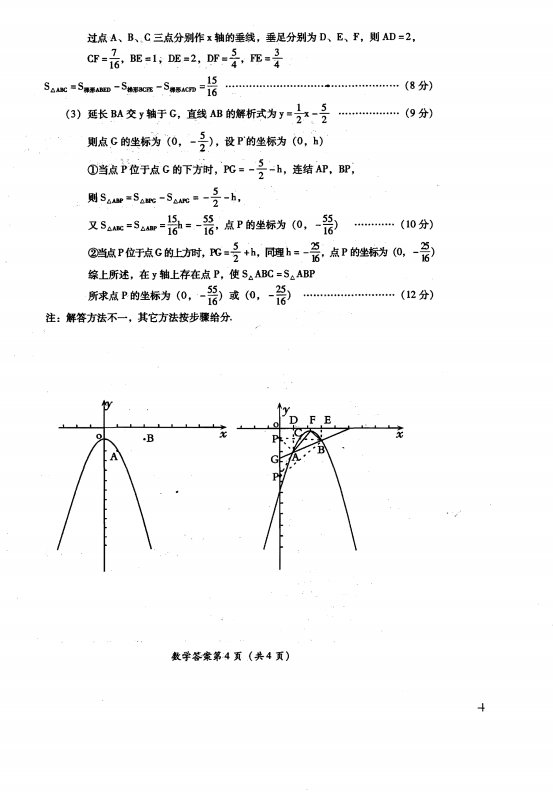 过点 A、B、C 三点分别作 x 轴的垂线，垂足分别为 D、E、F，则 AD =2，
CF = 7/16，BE =1，DE =2，DF = 5/4，FE = 3/4
S△ABC = S梯形ABED - S梯形BCFE - S梯形ACFD = 15/16 …………………………（8 分）
（3）延长 BA 交 y 轴于 G，直线 AB 的解析式为 y = 1/2 x - 5/2 ………………（9 分）
则点 G 的坐标为（0，- 5/2），设 P 的坐标为（0，h）
①当点 P 位于点 G 的下方时，PG = - 5/2 - h，连结 AP，BP，
则 S△ABP = S△BPG - S△APG = - 5/2 - h，
又 S△ABC = S△ABP = 15/16 h = - 55/16，点 P 的坐标为（0，- 55/16） …………（10 分）
②当点 P 位于点 G 的上方时，PG = 5/2 + h，同理 h = - 25/16，点 P 的坐标为（0，- 25/16）
综上所述，在 y 轴上存在点 P，使 S△ABC = S△ABP
所求点 P 的坐标为（0，- 55/16）或（0，- 25/16） ………………………（12 分）
注：解答方法不一，其它方法按步骤给分.
y
o
·B
x
A
y
o D F E
x
P C
G A B
P
数学答案第 4 页（共 4 页）
4